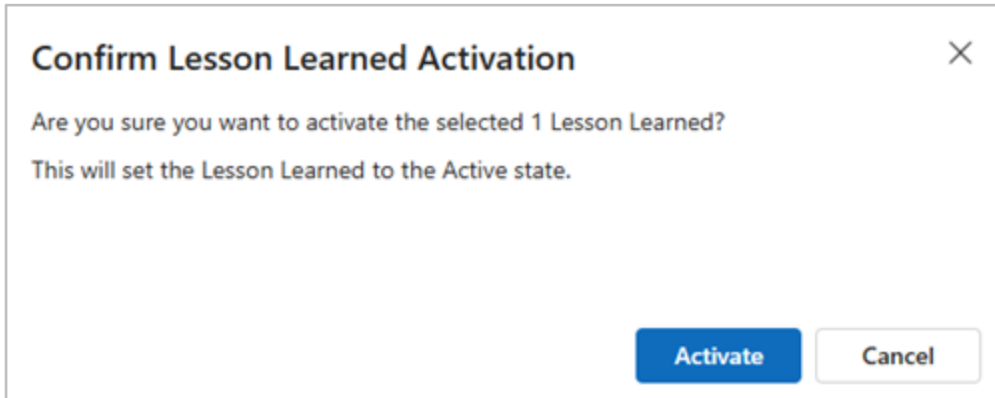 Confirm Lesson Learned Activation
Are you sure you want to activate the selected 1 Lesson Learned?
This will set the Lesson Learned to the Active state.
Activate
Cancel